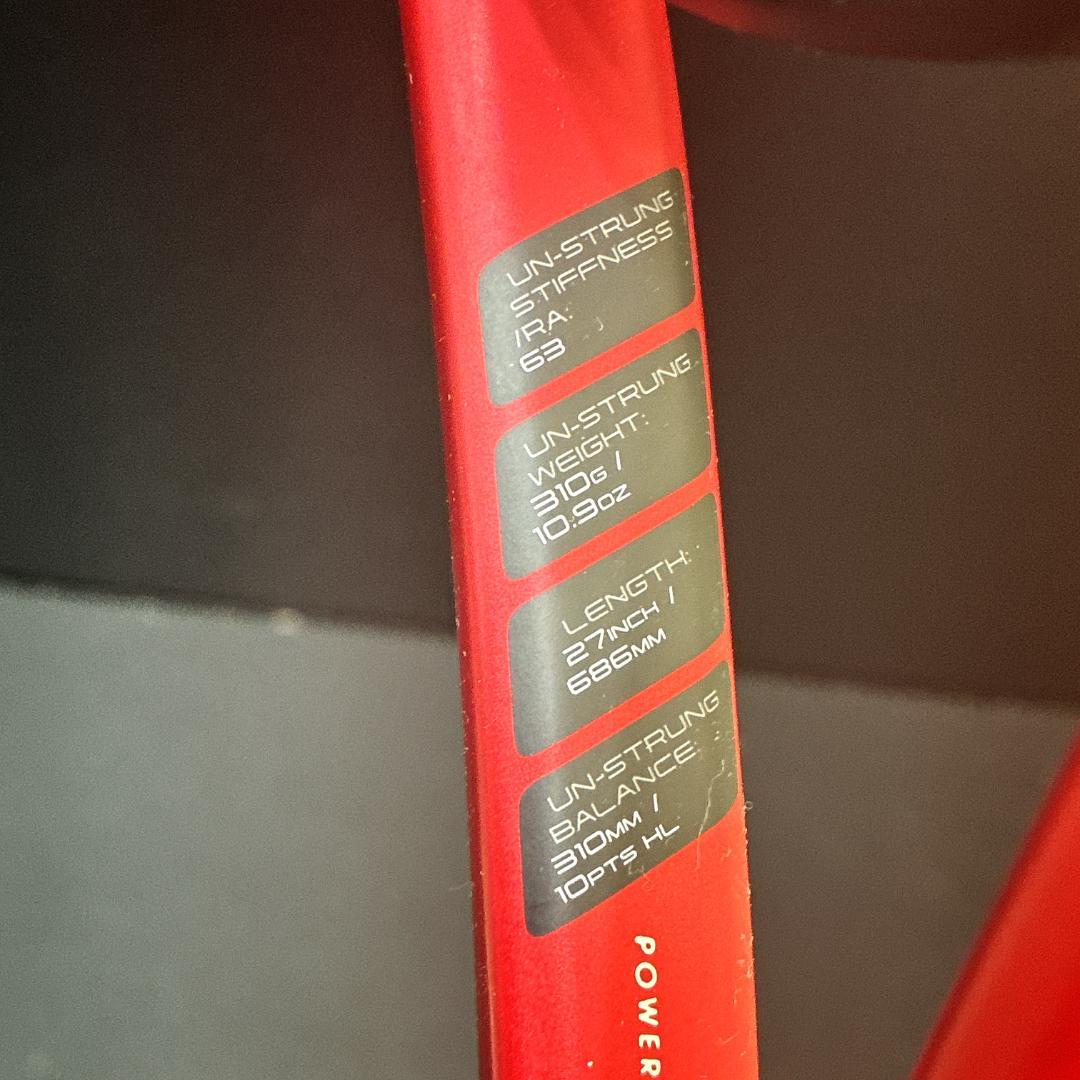 UN-STRUNG
STIFFNESS
/RA:
63
UN-STRUNG
WEIGHT:
310G /
10.9OZ
LENGTH:
27INCH /
686MM
UN-STRUNG
BALANCE:
310MM /
10PTS HL
POWER